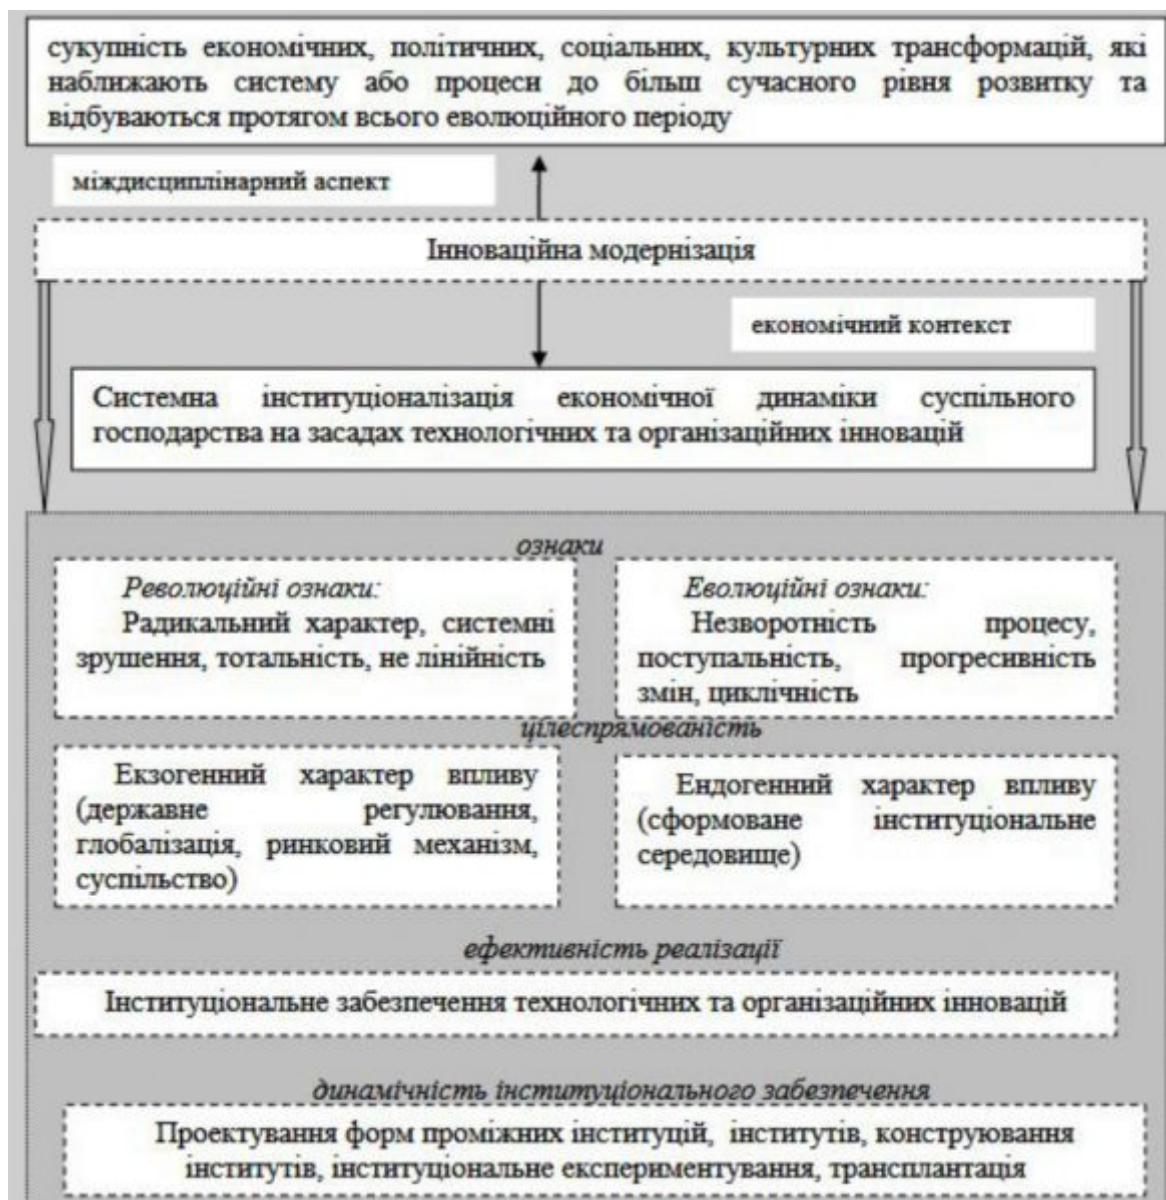 сукупність економічних, політичних, соціальних, культурних трансформацій, які
наближають систему або процеси до більш сучасного рівня розвитку та
відбуваються протягом всього еволюційного періоду
міждисциплінарний аспект
Інноваційна модернізація
економічний контекст
Системна інституціоналізація економічної динаміки суспільного
господарства на засадах технологічних та організаційних інновацій
ознаки
Революційні ознаки:
Радикальний характер, системні
зрушення, тотальність, не лінійність
Еволюційні ознаки:
Незворотність процесу,
поступальність, прогресивність
змін, циклічність
цілеспрямованість
Екзогенний характер впливу
(державне регулювання,
глобалізація, ринковий механізм,
суспільство)
Ендогенний характер впливу
(сформоване інституціональне
середовище)
ефективність реалізації
Інституціональне забезпечення технологічних та організаційних інновацій
динамічність інституціонального забезпечення
Проектування форм проміжних інституцій, інститутів, конструювання
інститутів, інституціональне експериментування, трансплантація